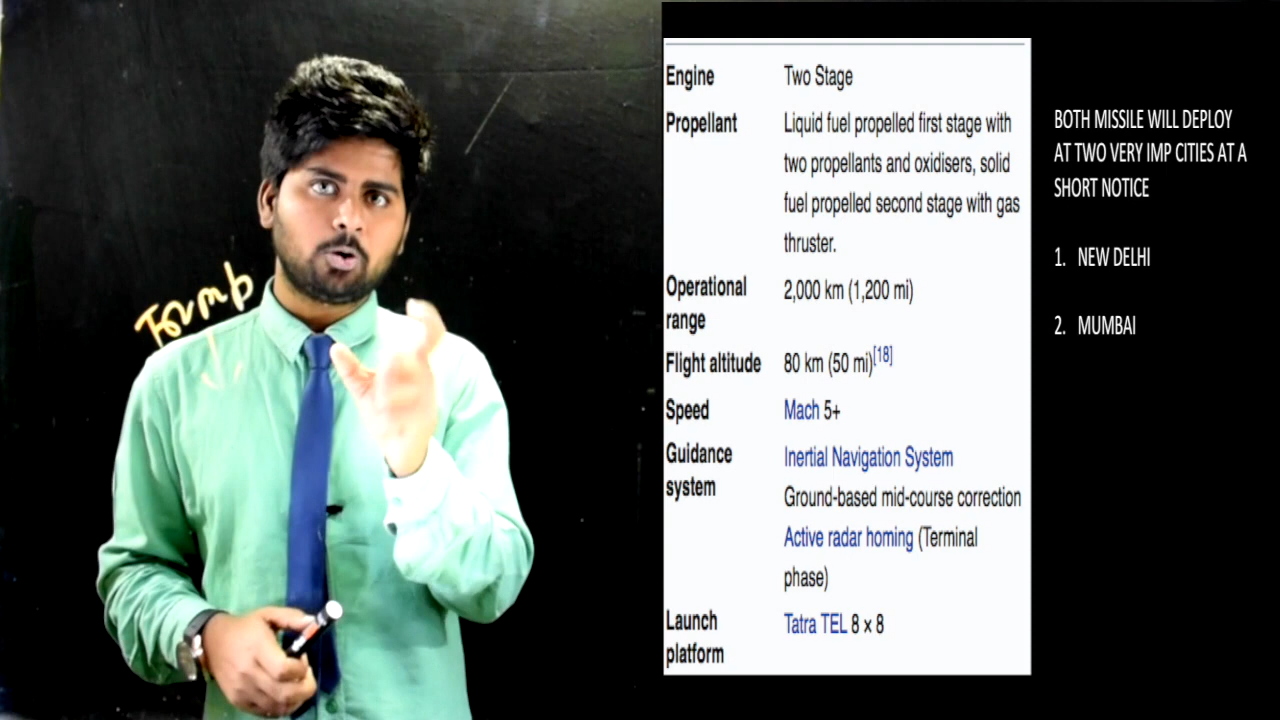 Engine Two Stage
Propellant Liquid fuel propelled first stage with
two propellants and oxidisers, solid
fuel propelled second stage with gas
thruster.
Operational 2,000 km (1,200 mi)
range
Flight altitude 80 km (50 mi)[18]
Speed Mach 5+
Guidance Inertial Navigation System
system Ground-based mid-course correction
Active radar homing (Terminal
phase)
Launch Tatra TEL 8 × 8
platform
BOTH MISSILE WILL DEPLOY
AT TWO VERY IMP CITIES AT A
SHORT NOTICE
1. NEW DELHI
2. MUMBAI